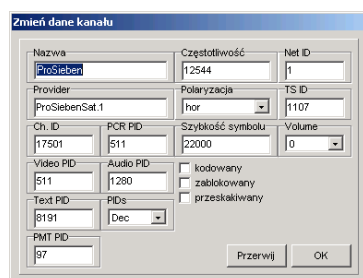 Zmień dane kanału
Nazwa Częstotliwość Net ID
ProSieben 12544 1
Provider Polaryzacja TS ID
ProSiebenSat.1 hor 1107
Ch. ID PCR PID Szybkość symbolu Volume
17501 511 22000 0
Video PID Audio PID
511 1280
kodowany
zablokowany
przeskakiwany
Text PID PIDs
8191 Dec
PMT PID
97
Przerwij OK